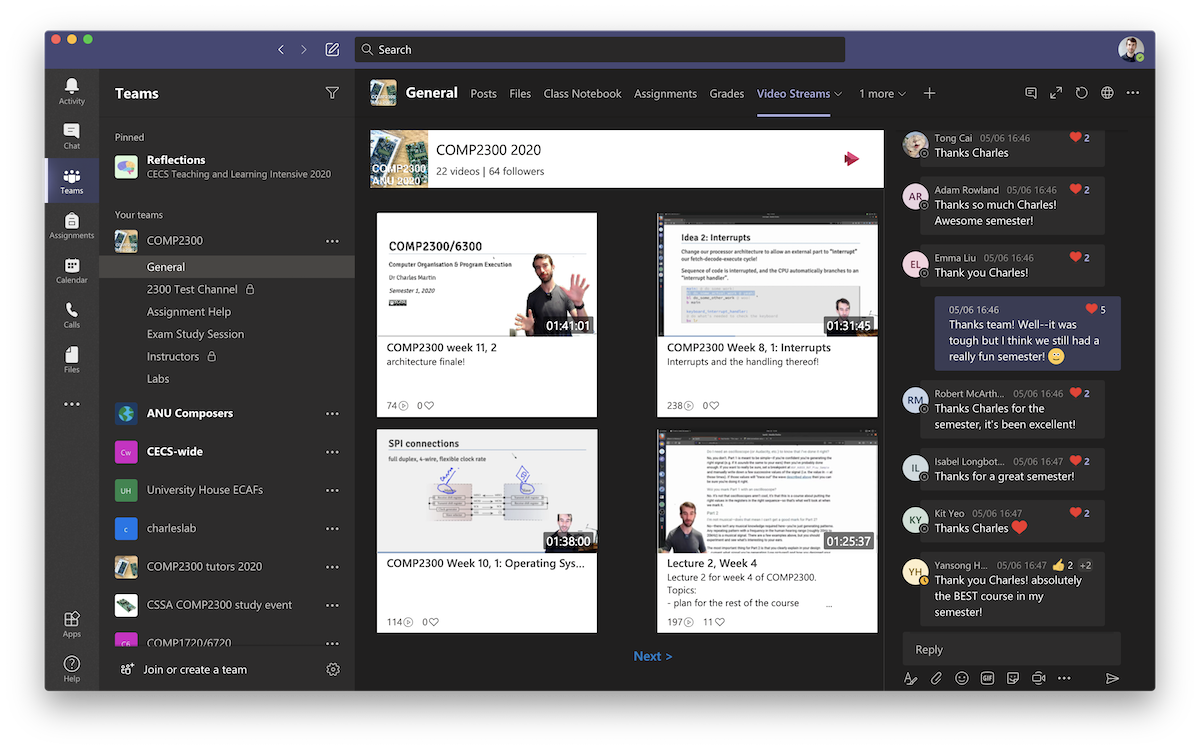 Search
Activity
Chat
Teams
Assignments
Calendar
Calls
Files
Apps
Help
Teams
Pinned
Reflections
CECS Teaching and Learning Intensive 2020
Your teams
COMP2300
General
2300 Test Channel
Assignment Help
Exam Study Session
Instructors
Labs
ANU Composers
Cw
CECS-wide
UH
University House ECAFs
c
charleslab
COMP2300 tutors 2020
CSSA COMP2300 study event
C6
COMP1720/6720
Join or create a team
General
Posts
Files
Class Notebook
Assignments
Grades
Video Streams
1 more
COMP2300
ANU 2020
COMP2300 2020
22 videos | 64 followers
COMP2300/6300
Computer Organisation & Program Execution
Dr Charles Martin
Semester 1, 2020
01:41:01
COMP2300 week 11, 2
architecture finale!
74
0
Idea 2: Interrupts
Change our processor architecture to allow an external part to "interrupt"
our fetch-decode-execute cycle!
Sequence of code is interrupted, and the CPU automatically branches to an
"interrupt handler".
01:31:45
COMP2300 Week 8, 1: Interrupts
Interrupts and the handling thereof!
238
0
SPI connections
full duplex, 4-wire, flexible clock rate
01:38:00
COMP2300 Week 10, 1: Operating Sys...
114
0
01:25:37
Lecture 2, Week 4
Lecture 2 for week 4 of COMP2300.
Topics:
- plan for the rest of the course
...
197
11
Next >
Tong Cai 05/06 16:46
2
Thanks Charles
AR
Adam Rowland 05/06 16:46
2
Thanks so much Charles!
Awesome semester!
EL
Emma Liu 05/06 16:46
2
Thank you Charles!
05/06 16:46
5
Thanks team! Well--it was
tough but I think we still had a
really fun semester!
RM
Robert McArth... 05/06 16:46
2
Thanks Charles for the
semester, it's been excellent!
IL
Isabel Longbot... 05/06 16:47
2
Thanks for a great semester!
KY
Kit Yeo 05/06 16:47
2
Thanks Charles
YH
Yansong H... 05/06 16:47
2 +2
Thank you Charles! absolutely
the BEST course in my
semester!
Reply
GIF